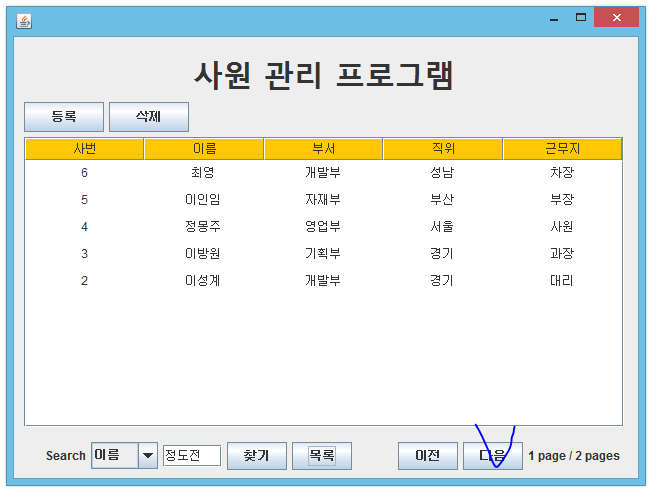 사원 관리 프로그램
등록 삭제
사번 이름 부서 직위 근무지
6 최영 개발부 성남 차장
5 이인임 자재부 부산 부장
4 정몽주 영업부 서울 사원
3 이방원 기획부 경기 과장
2 이성계 개발부 경기 대리
Search 이름 정도전 찾기 목록 이전 다음 1 page / 2 pages